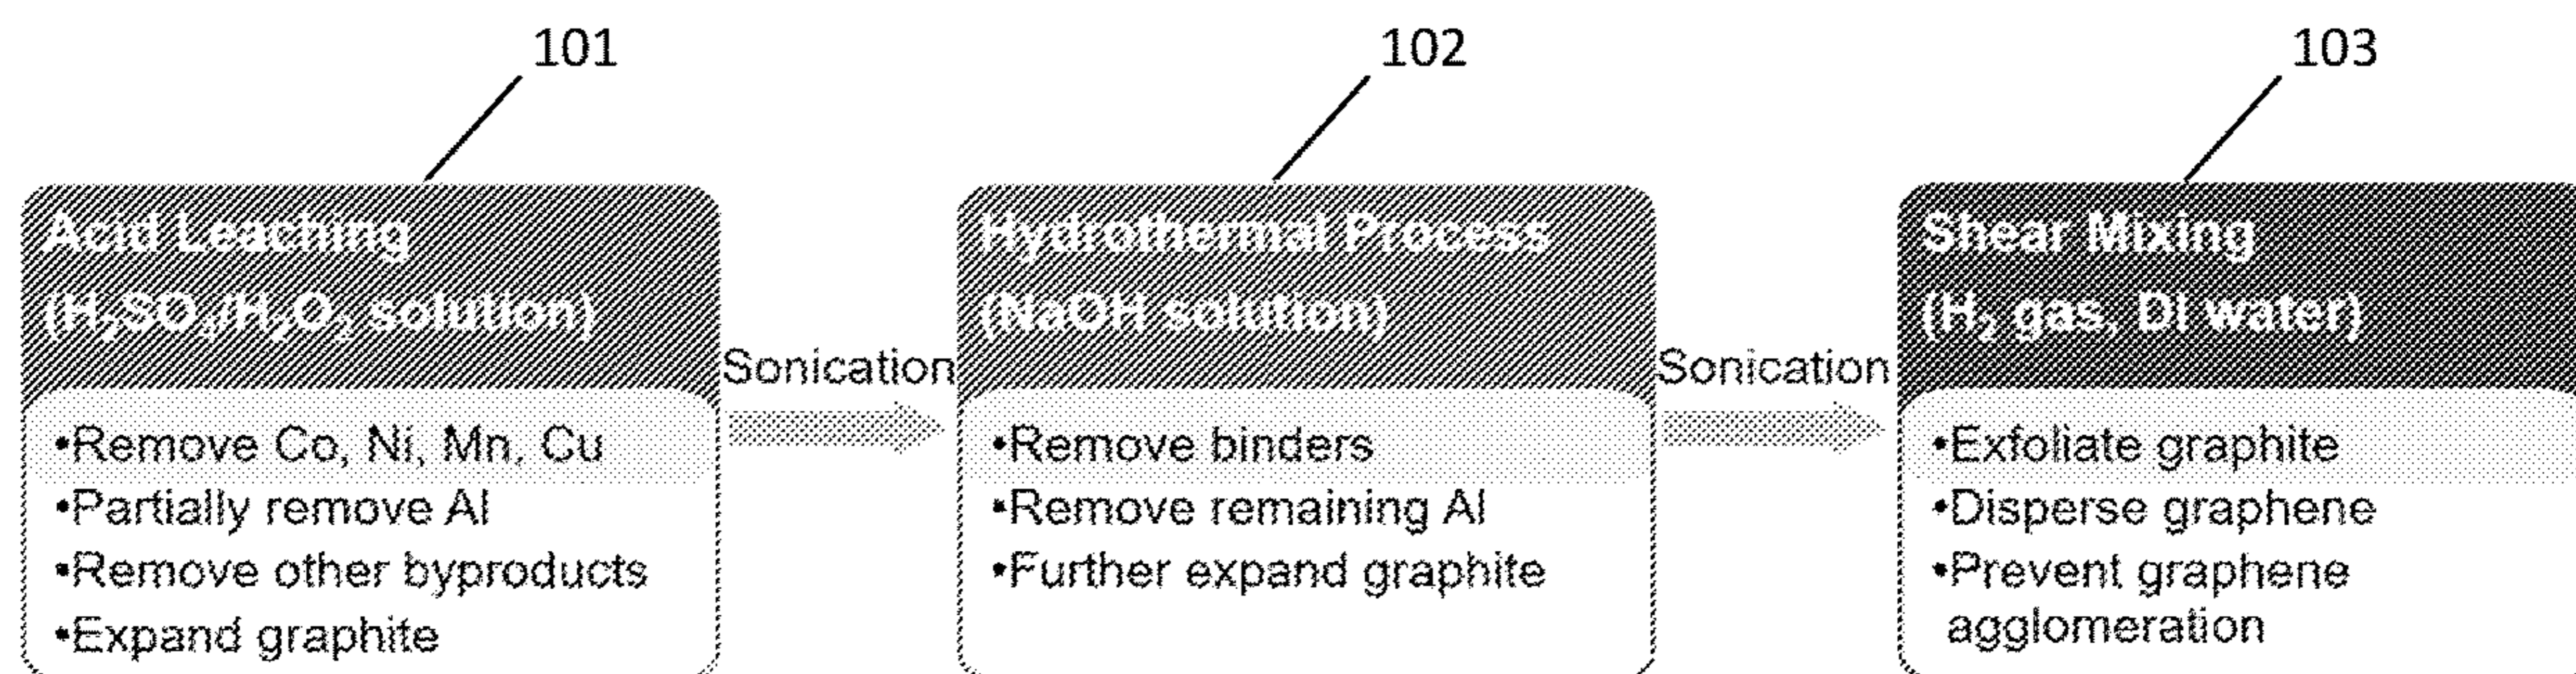 101
102
103
Acid Leaching
(H₂SO₄/H₂O₂ solution)
•Remove Co, Ni, Mn, Cu
•Partially remove Al
•Remove other byproducts
•Expand graphite
Sonication
Hydrothermal Process
(NaOH solution)
•Remove binders
•Remove remaining Al
•Further expand graphite
Sonication
Shear Mixing
(H₂ gas, DI water)
•Exfoliate graphite
•Disperse graphene
•Prevent graphene
agglomeration